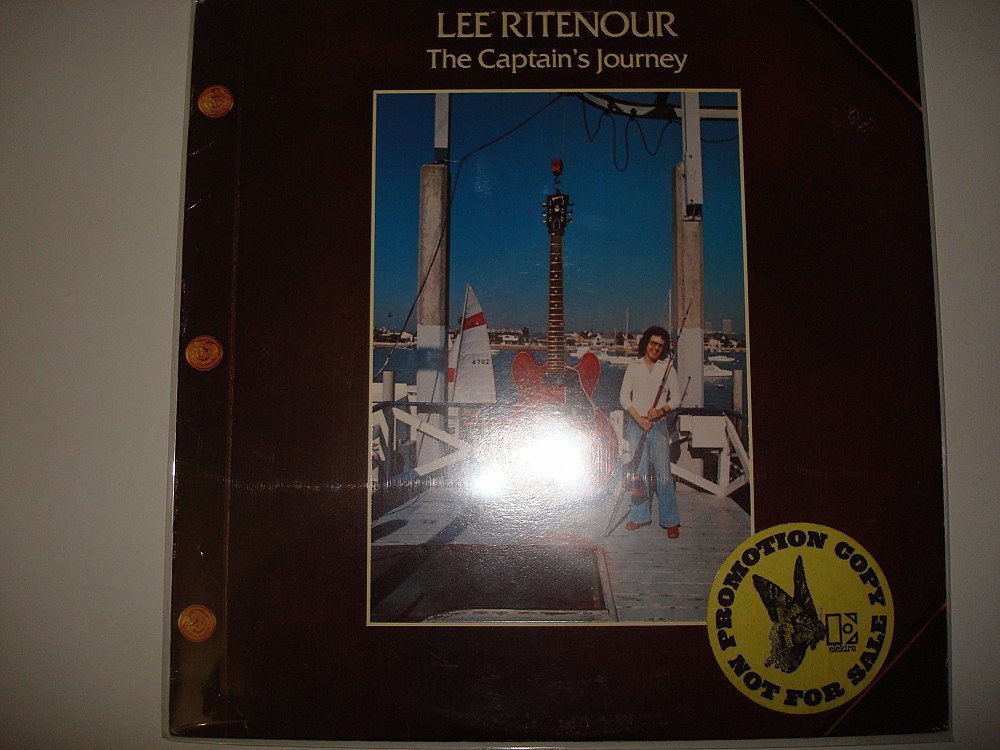 LEE RITENOUR
The Captain's Journey
4702
PROMOTION COPY
elektra
NOT FOR SALE